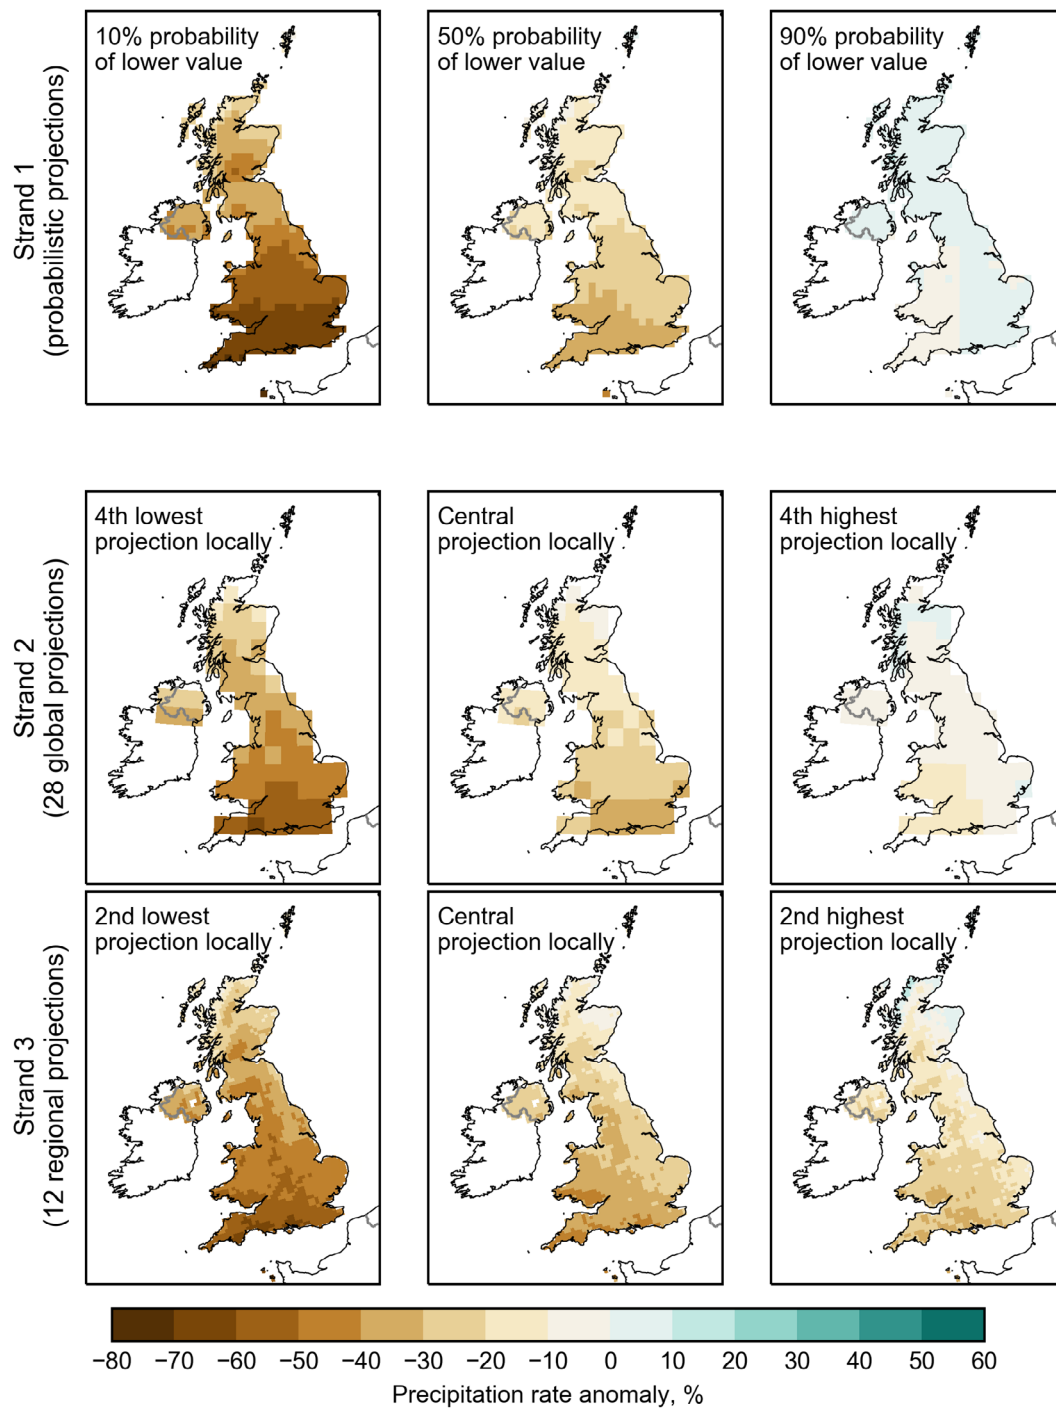 10% probability
of lower value
50% probability
of lower value
90% probability
of lower value
Strand 1
(probabilistic projections)
4th lowest
projection locally
Central
projection locally
4th highest
projection locally
Strand 2
(28 global projections)
2nd lowest
projection locally
Central
projection locally
2nd highest
projection locally
Strand 3
(12 regional projections)
−80 −70 −60 −50 −40 −30 −20 −10 0 10 20 30 40 50 60
Precipitation rate anomaly, %